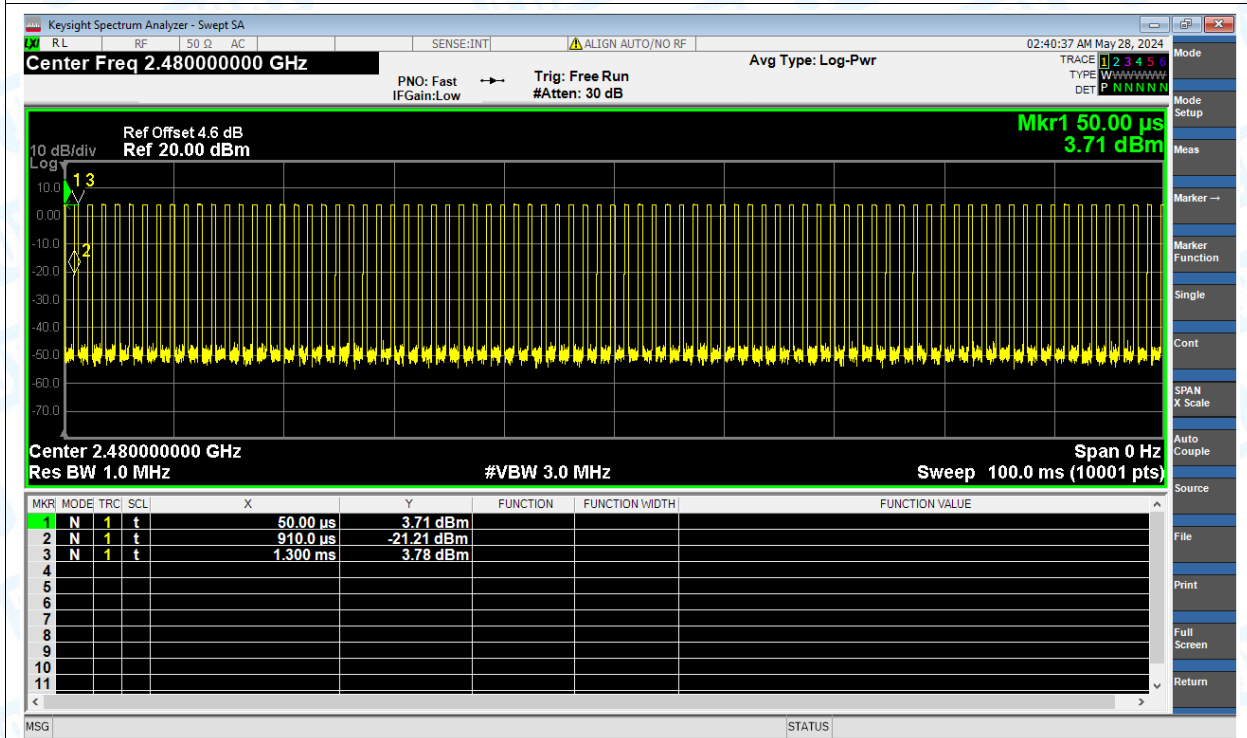 Keysight Spectrum Analyzer - Swept SA
LXI RL RF 50 Ω AC SENSE:INT ALIGN AUTO/NO RF 02:40:37 AM May 28, 2024
Center Freq 2.480000000 GHz
PNO: Fast
IFGain:Low
Trig: Free Run
#Atten: 30 dB
Avg Type: Log-Pwr
TRACE 1 2 3 4 5 6
TYPE WWWWWW
DET P N N N N N
Ref Offset 4.6 dB
Ref 20.00 dBm
10 dB/div
Log
Mkr1 50.00 µs
3.71 dBm
10.0
0.00
-10.0
-20.0
-30.0
-40.0
-50.0
-60.0
-70.0
1 3
2
Center 2.480000000 GHz
Span 0 Hz
Res BW 1.0 MHz
#VBW 3.0 MHz
Sweep 100.0 ms (10001 pts)
MKR MODE TRC SCL X Y FUNCTION FUNCTION WIDTH FUNCTION VALUE
1 N 1 t 50.00 µs 3.71 dBm
2 N 1 t 910.0 µs -21.21 dBm
3 N 1 t 1.300 ms 3.78 dBm
4
5
6
7
8
9
10
11
MSG
STATUS
Mode
Mode Setup
Meas
Marker →
Marker Function
Single
Cont
SPAN X Scale
Auto Couple
Source
File
Print
Full Screen
Return